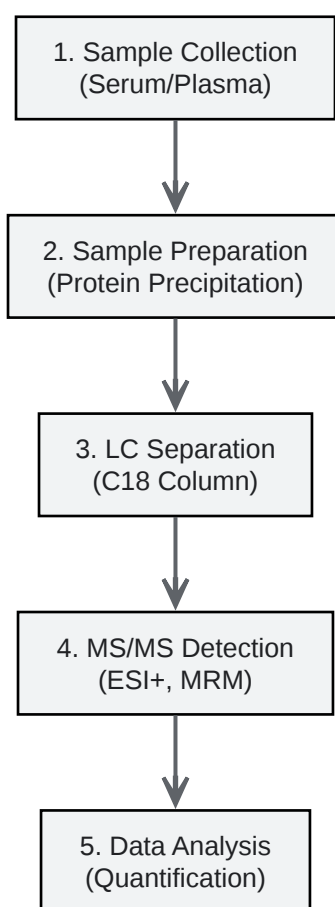 1. Sample Collection
(Serum/Plasma)
2. Sample Preparation
(Protein Precipitation)
3. LC Separation
(C18 Column)
4. MS/MS Detection
(ESI+, MRM)
5. Data Analysis
(Quantification)